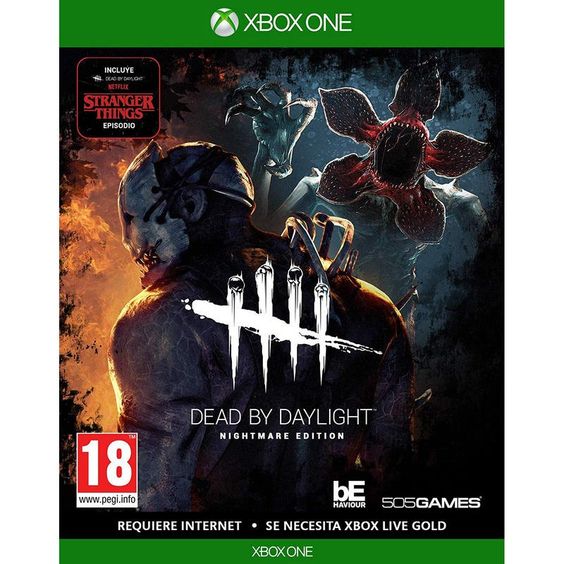 XBOX ONE
INCLUYE
DEAD BY DAYLIGHT
NETFLIX
STRANGER
THINGS
EPISODIO
DEAD BY DAYLIGHT™
NIGHTMARE EDITION
18
www.pegi.info
bE
HAVIOUR
505GAMES
REQUIERE INTERNET • SE NECESITA XBOX LIVE GOLD
XBOX ONE